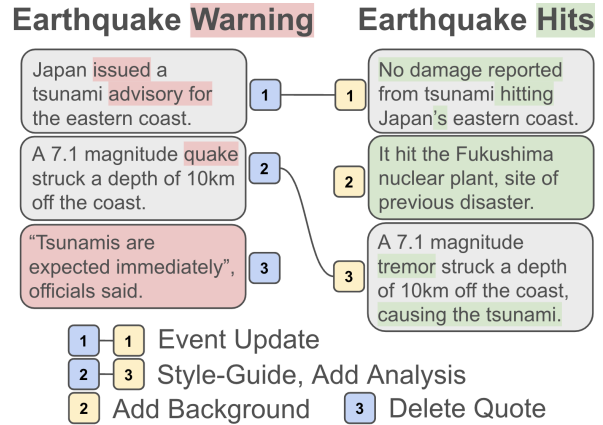 Earthquake Warning
Japan issued a
tsunami advisory for
the eastern coast.
1
A 7.1 magnitude quake
struck a depth of 10km
off the coast.
2
“Tsunamis are
expected immediately”,
officials said.
3
Earthquake Hits
1
No damage reported
from tsunami hitting
Japan’s eastern coast.
2
It hit the Fukushima
nuclear plant, site of
previous disaster.
3
A 7.1 magnitude
tremor struck a depth
of 10km off the coast,
causing the tsunami.
1 1 Event Update
2 3 Style-Guide, Add Analysis
2 Add Background 3 Delete Quote